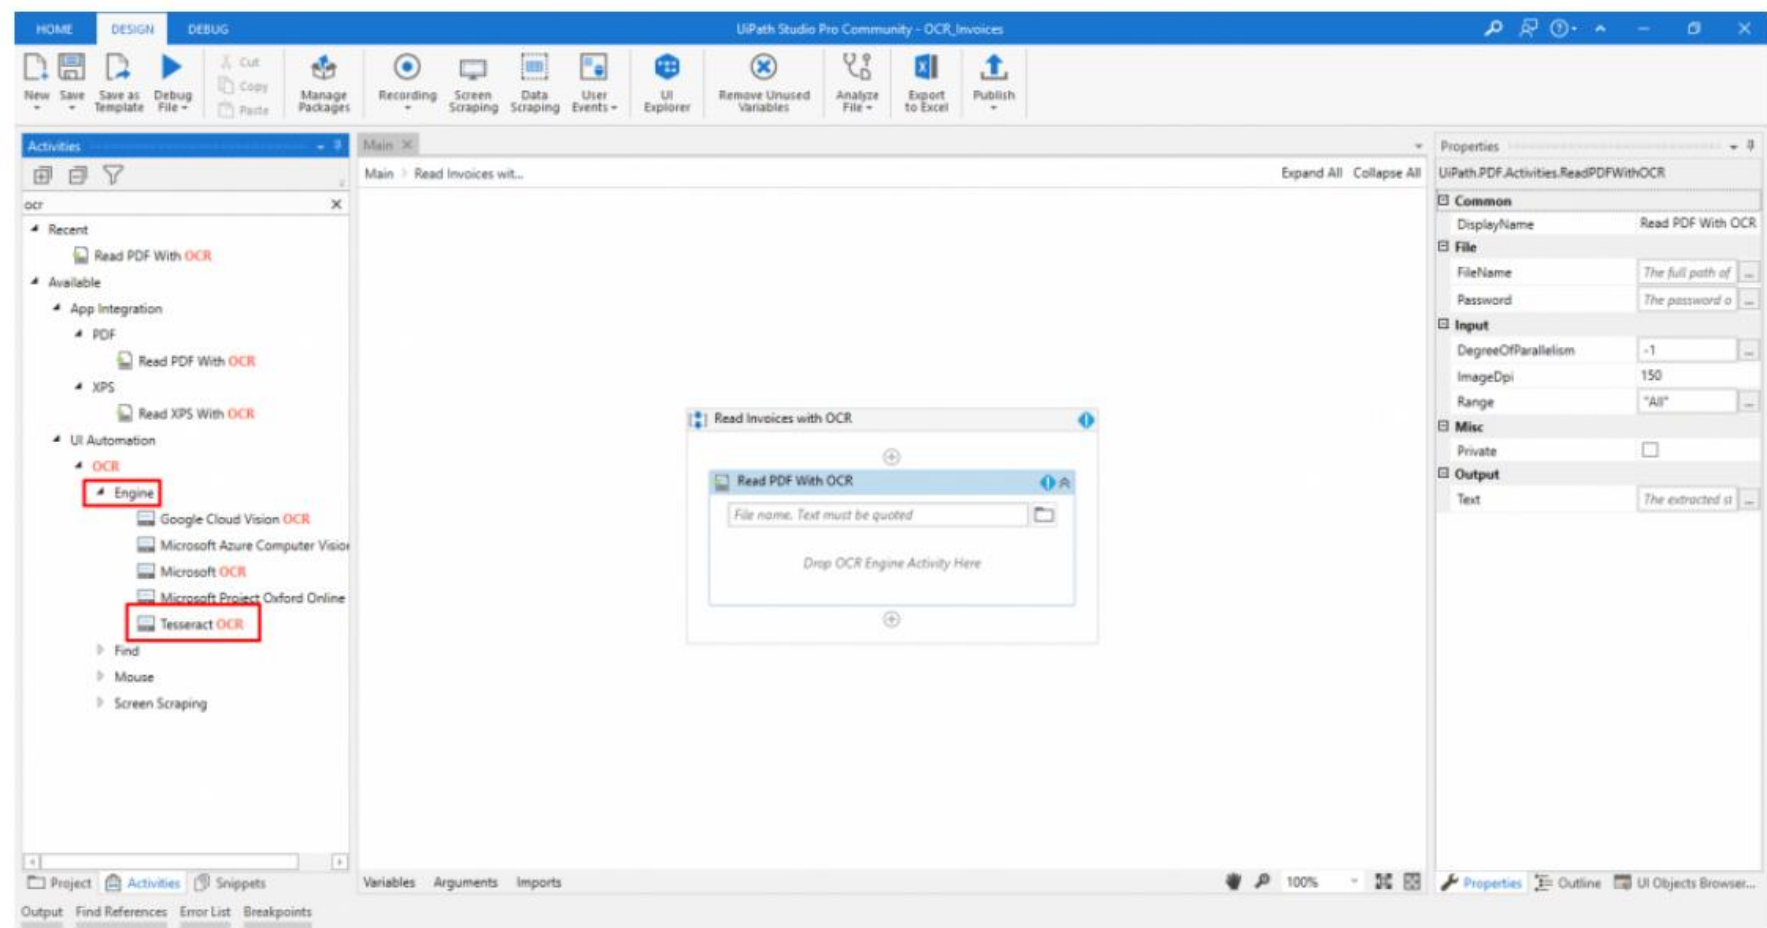 HOME DESIGN DEBUG UiPath Studio Pro Community - OCR_Invoices
New Save Save as Template Debug File Cut Copy Paste Manage Packages Recording Screen Scraping Data Scraping User Events UI Explorer Remove Unused Variables Analyze File Export to Excel Publish
Activities
ocr
Recent
Read PDF With OCR
Available
App Integration
PDF
Read PDF With OCR
XPS
Read XPS With OCR
UI Automation
OCR
Engine
Google Cloud Vision OCR
Microsoft Azure Computer Vision
Microsoft OCR
Microsoft Project Oxford Online
Tesseract OCR
Find
Mouse
Screen Scraping
Project Activities Snippets
Main
Main > Read Invoices wit... Expand All Collapse All
Read Invoices with OCR
Read PDF With OCR
File name. Text must be quoted
Drop OCR Engine Activity Here
Variables Arguments Imports 100%
Properties
UiPath.PDF.Activities.ReadPDFWithOCR
Common
DisplayName Read PDF With OCR
File
FileName The full path of ...
Password The password o ...
Input
DegreeOfParallelism -1 ...
ImageDpi 150
Range "All" ...
Misc
Private
Output
Text The extracted st ...
Properties Outline UI Objects Browser...
Output Find References Error List Breakpoints